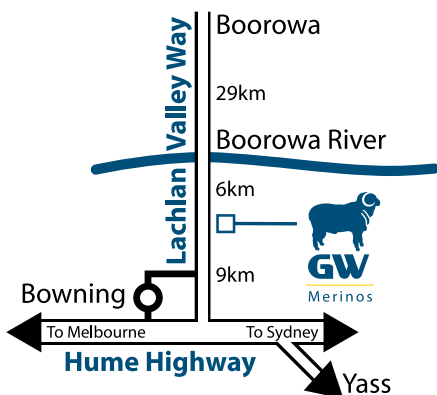 Boorowa
Lachlan Valley Way
29km
Boorowa River
6km
GW
Merinos
9km
Bowning
To Melbourne
To Sydney
Hume Highway
Yass